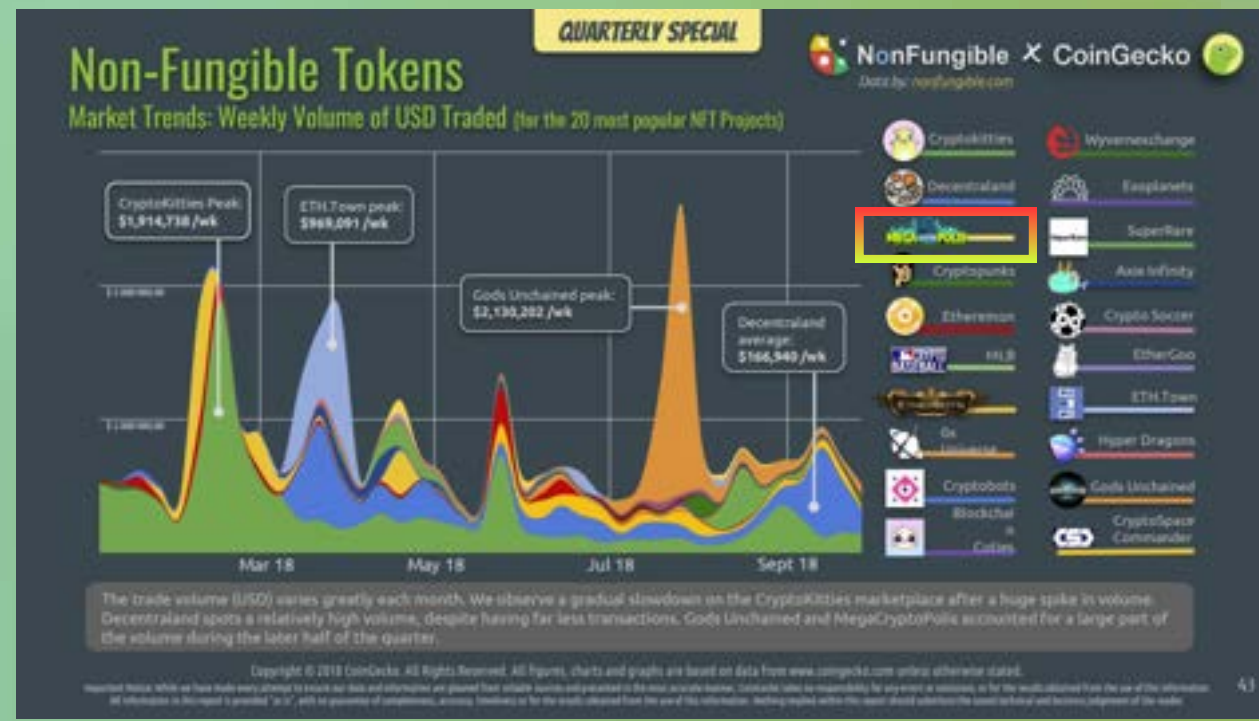 QUARTERLY SPECIAL
Non-Fungible Tokens
NonFungible × CoinGecko
Data by: nonfungible.com
Market Trends: Weekly Volume of USD Traded (for the 20 most popular NFT Projects)
CryptoKitties Peak:
$1,914,738 /wk
ETH.Town peak:
$969,091 /wk
Gods Unchained peak:
$2,130,202 /wk
Decentraland
average:
$166,940 /wk
Mar 18
May 18
Jul 18
Sept 18
Cryptokitties
Decentraland
MEGA POLIS
Cryptopunks
Etheremon
MLB
0x
Universe
Cryptobots
Blockchai
n
Cuties
Wyvernexchange
Exoplanets
SuperRare
Axie Infinity
Crypto Soccer
EtherGoo
ETH.Town
Hyper Dragons
Gods Unchained
CryptoSpace
Commander
The trade volume (USD) varies greatly each month. We observe a gradual slowdown on the CryptoKitties marketplace after a huge spike in volume.
Decentraland spots a relatively high volume, despite having far less transactions. Gods Unchained and MegaCryptoPolis accounted for a large part of
the volume during the later half of the quarter.
Copyright © 2018 CoinGecko. All Rights Reserved. All figures, charts and graphs are based on data from www.coingecko.com unless otherwise stated.
43